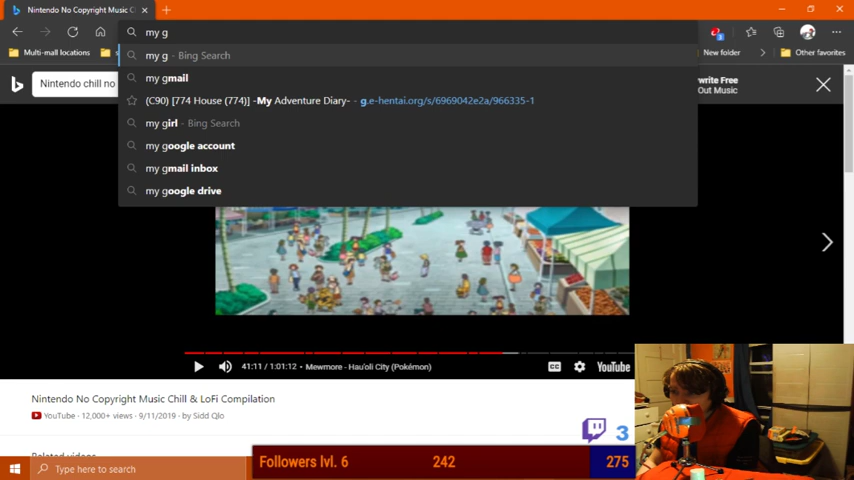 Nintendo No Copyright Music C
my g
Multi-mall locations
s
New folder
Other favorites
my g - Bing Search
Nintendo chill no
write Free
Out Music
my gmail
(C90) [774 House (774)] -My Adventure Diary- - g.e-hentai.org/s/6969042e2a/966335-1
my girl - Bing Search
my google account
my gmail inbox
my google drive
41:11 / 1:01:12 • Mewmore - Hau'oli City (Pokémon)
CC
YouTube
Nintendo No Copyright Music Chill & LoFi Compilation
YouTube - 12,000+ views - 9/11/2019 - by Sidd Qlo
Related videos
3
Type here to search
Followers lvl. 6
242
275